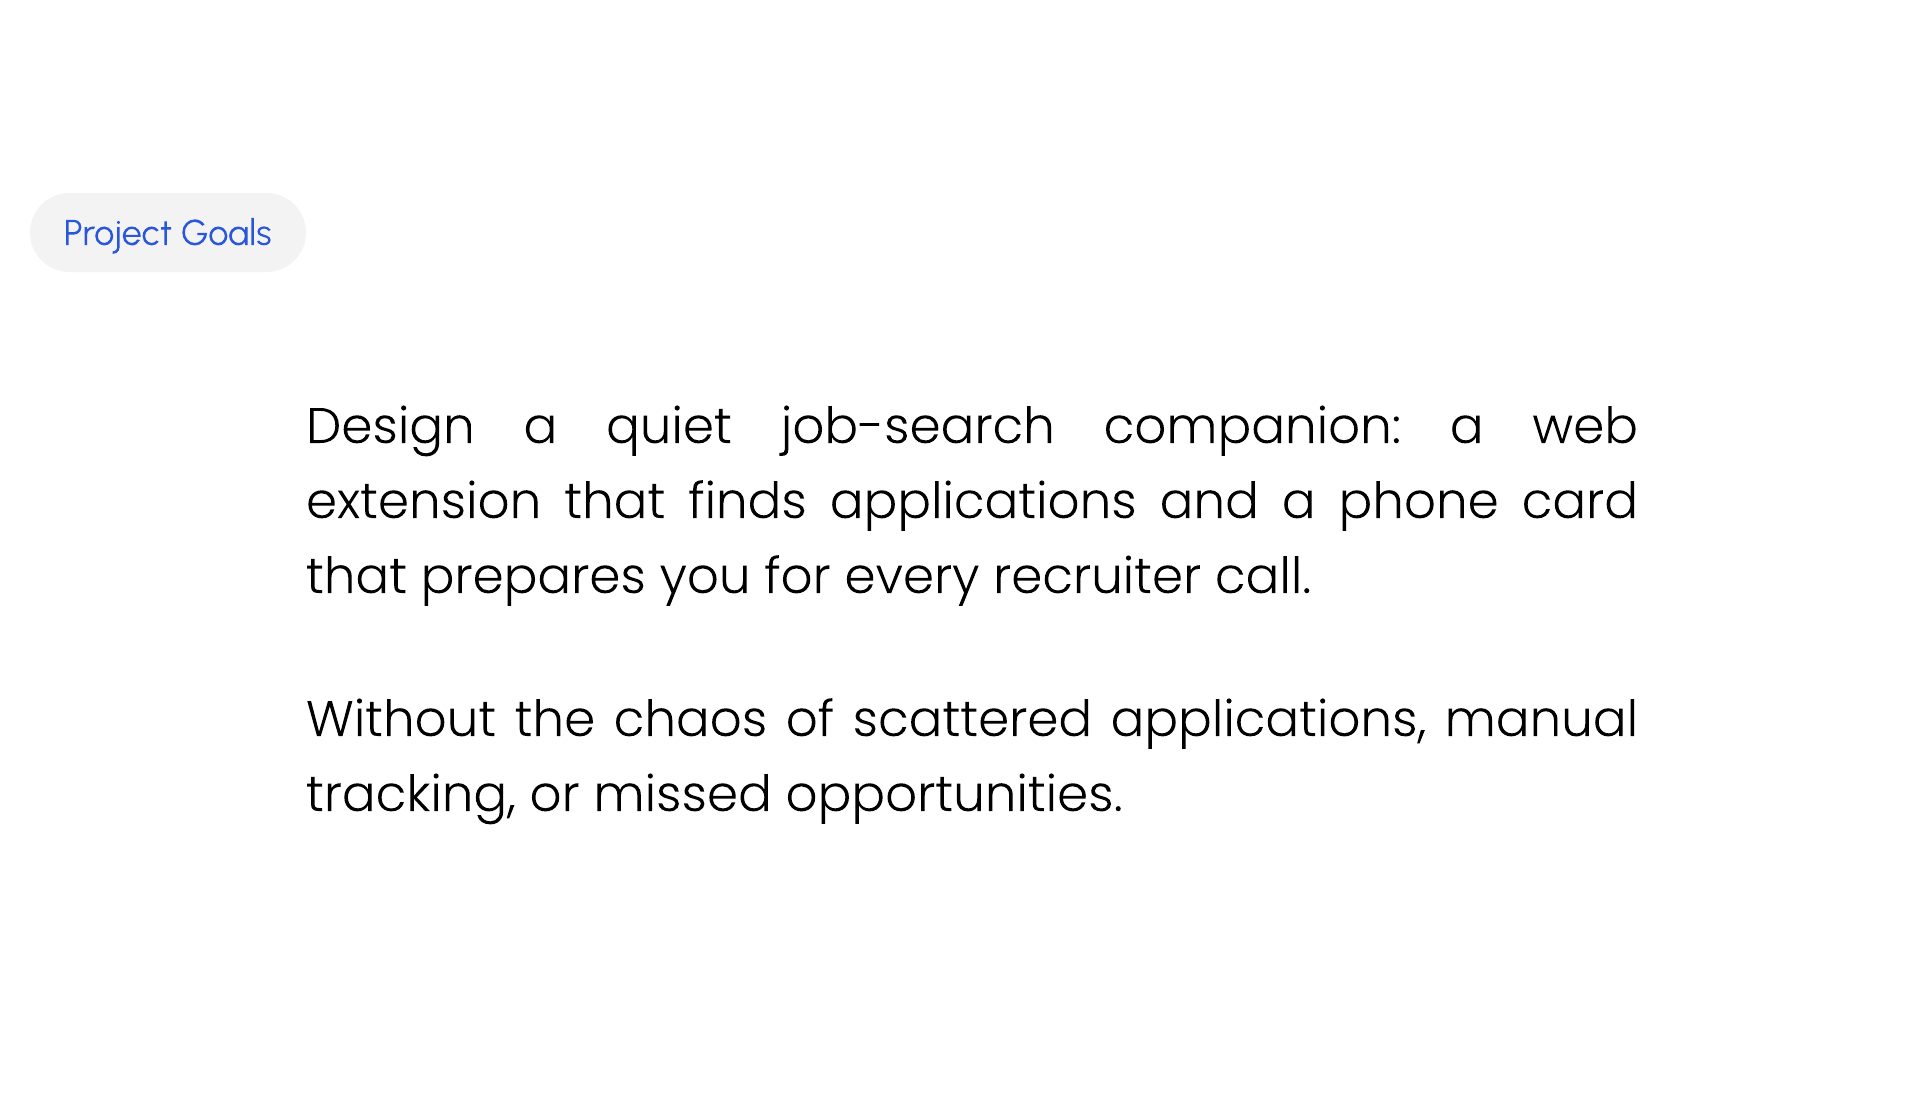 Project Goals
Design a quiet job-search companion: a web
extension that finds applications and a phone card
that prepares you for every recruiter call.
Without the chaos of scattered applications, manual
tracking, or missed opportunities.